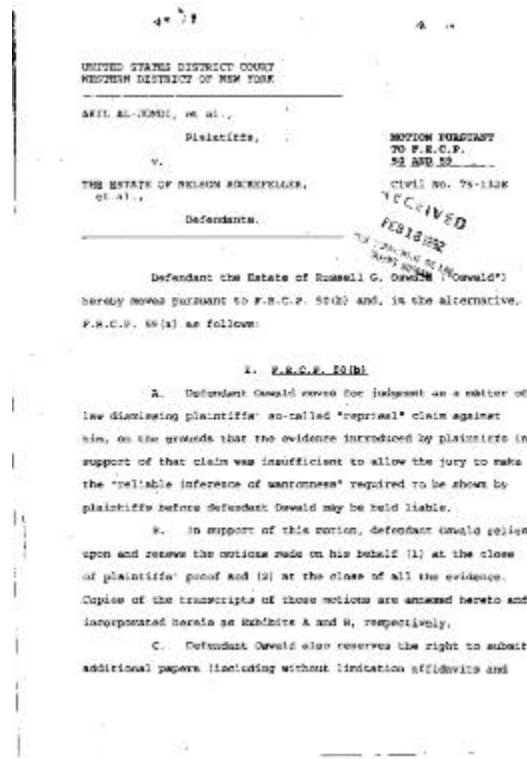 UNITED STATES DISTRICT COURT
WESTERN DISTRICT OF NEW YORK
AKIL AL-JUNDI, et al.,
Plaintiffs,
v.
THE ESTATE OF NELSON ROCKEFELLER,
et al.,
Defendants.
MOTION PURSUANT
TO F.R.C.P.
50 AND 59
Civil No. 75-132E
RECEIVED
FEB 18 1992
Defendant the Estate of Russell G. Oswald ("Oswald")
hereby moves pursuant to F.R.C.P. 50(b) and, in the alternative,
F.R.C.P. 59(a) as follows:
I. F.R.C.P. 50(b)
A. Defendant Oswald moves for judgment as a matter of
law dismissing plaintiffs' so-called "reprisal" claim against
him, on the grounds that the evidence introduced by plaintiffs in
support of that claim was insufficient to allow the jury to make
the "reliable inference of wantonness" required to be shown by
plaintiffs before defendant Oswald may be held liable.
B. In support of this motion, defendant Oswald relies
upon and renews the motions made on his behalf (1) at the close
of plaintiffs' proof and (2) at the close of all the evidence.
Copies of the transcripts of those motions are annexed hereto and
incorporated herein as Exhibits A and B, respectively.
C. Defendant Oswald also reserves the right to submit
additional papers (including without limitation affidavits and